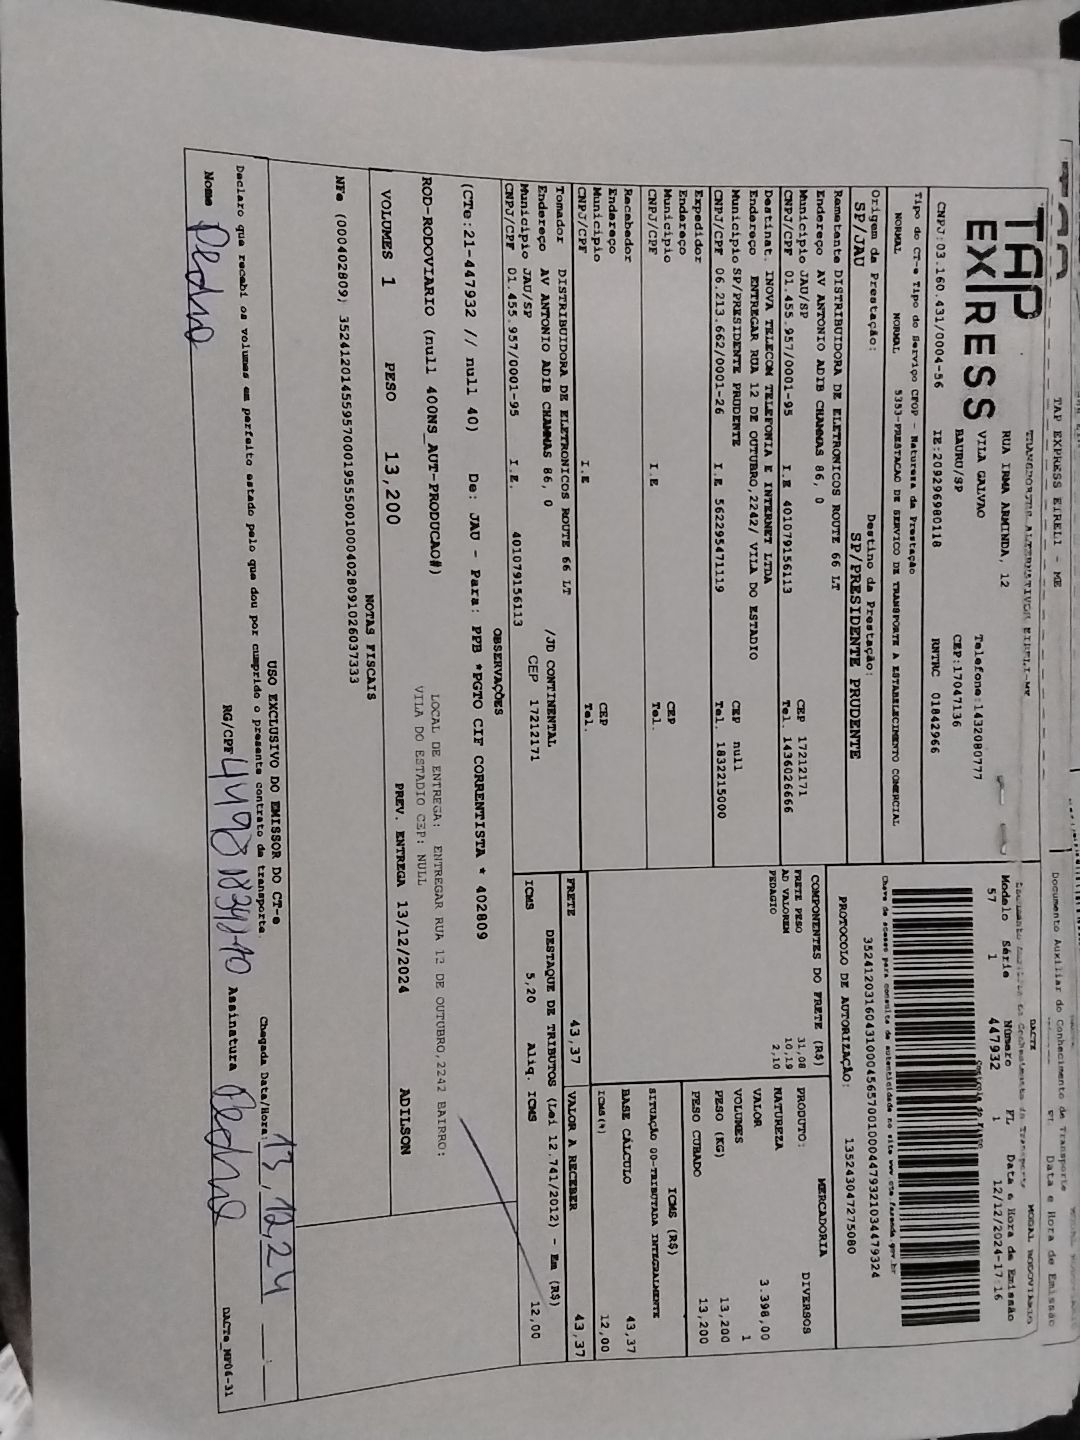 TAP EXPRESS EIRELI - ME
Documento Auxiliar do Conhecimento de Transporte
Data e Hora de Emissão
TAP
EXPRESS
TRANSPORTES ALTERNATIVOS EIRELI-ME
RUA IRMA ARMINDA, 12
VILA GALVAO
Telefone:1432080777
BAURU/SP
CEP:17047136
CNPJ:03.160.431/0004-56
IE:209296980118
RNTRC 01842966
DACTE
MODAL RODOVIARIO
Modelo Série Número FL Data e Hora de Emissão
57 1 447932 1 12/12/2024-17:16
Controle do Fisco
Chave de acesso para consulta de autenticidade no site www.cte.fazenda.gov.br
35241203160431000456570010004479321034479324
PROTOCOLO DE AUTORIZAÇÃO: 135243047275080
Tipo do CT-e Tipo do Serviço CFOP - Natureza da Prestação
NORMAL NORMAL 5353-PRESTACAO DE SERVICO DE TRANSPORTE A ESTABELECIMENTO COMERCIAL
Origem da Prestação: Destino da Prestação:
SP/JAU SP/PRESIDENTE PRUDENTE
Remetente DISTRIBUIDORA DE ELETRONICOS ROUTE 66 LT
Endereço AV ANTONIO ADIB CHAMMAS 86, 0
Municipio JAU/SP CEP 17212171
CNPJ/CPF 01.455.957/0001-95 I.E 401079156113 Tel. 1436026666
Destinat. INOVA TELECOM TELEFONIA E INTERNET LTDA
Endereço ENTREGAR RUA 12 DE OUTUBRO,2242/ VILA DO ESTADIO
Municipio SP/PRESIDENTE PRUDENTE CEP null
CNPJ/CPF 06.213.662/0001-26 I.E 562295471119 Tel. 1832215000
Expedidor
Endereço
Municipio CEP
CNPJ/CPF I.E Tel.
Recebedor
Endereço
Municipio CEP
CNPJ/CPF I.E Tel.
Tomador DISTRIBUIDORA DE ELETRONICOS ROUTE 66 LT
Endereço AV ANTONIO ADIB CHAMMAS 86, 0 /JD CONTINENTAL
Municipio JAU/SP CEP 17212171
CNPJ/CPF 01.455.957/0001-95 I.E. 401079156113
COMPONENTES DO FRETE (R$)
FRETE PESO 31,08
AD VALOREM 10,19
PEDAGIO 2,10
MERCADORIA
PRODUTO: DIVERSOS
NATUREZA
VALOR 3.398,00
VOLUMES 1
PESO (KG) 13,200
PESO CUBADO 13,200
ICMS (R$)
SITUAÇÃO 00-TRIBUTADA INTEGRALMENTE
BASE CÁLCULO 43,37
ICMS(%) 12,00
FRETE 43,37 VALOR A RECEBER 43,37
DESTAQUE DE TRIBUTOS (Lei 12.741/2012) - Em (R$)
ICMS 5,20 Aliq. ICMS 12,00
OBSERVAÇÕES
(CTe:21-447932 // null 40) De: JAU - Para: PPB *PGTO CIF CORRENTISTA * 402809
LOCAL DE ENTREGA: ENTREGAR RUA 12 DE OUTUBRO,2242 BAIRRO:
ROD-RODOVIARIO (null 400NS_AUT-PRODUCAO#) VILA DO ESTADIO CEP: NULL
VOLUMES 1 PESO 13,200 PREV. ENTREGA 13/12/2024 ADILSON
NOTAS FISCAIS
NFe (000402809) 35241201455957000195550010004028091026037333
USO EXCLUSIVO DO EMISSOR DO CT-e
Declaro que recebi os volumes em perfeito estado pelo que dou por cumprido o presente contrato de transporte.
Chegada Data/Hora: 13,12,24
Nome Pedro RG/CPF Assinatura Pedro
DACTe_MP06-31